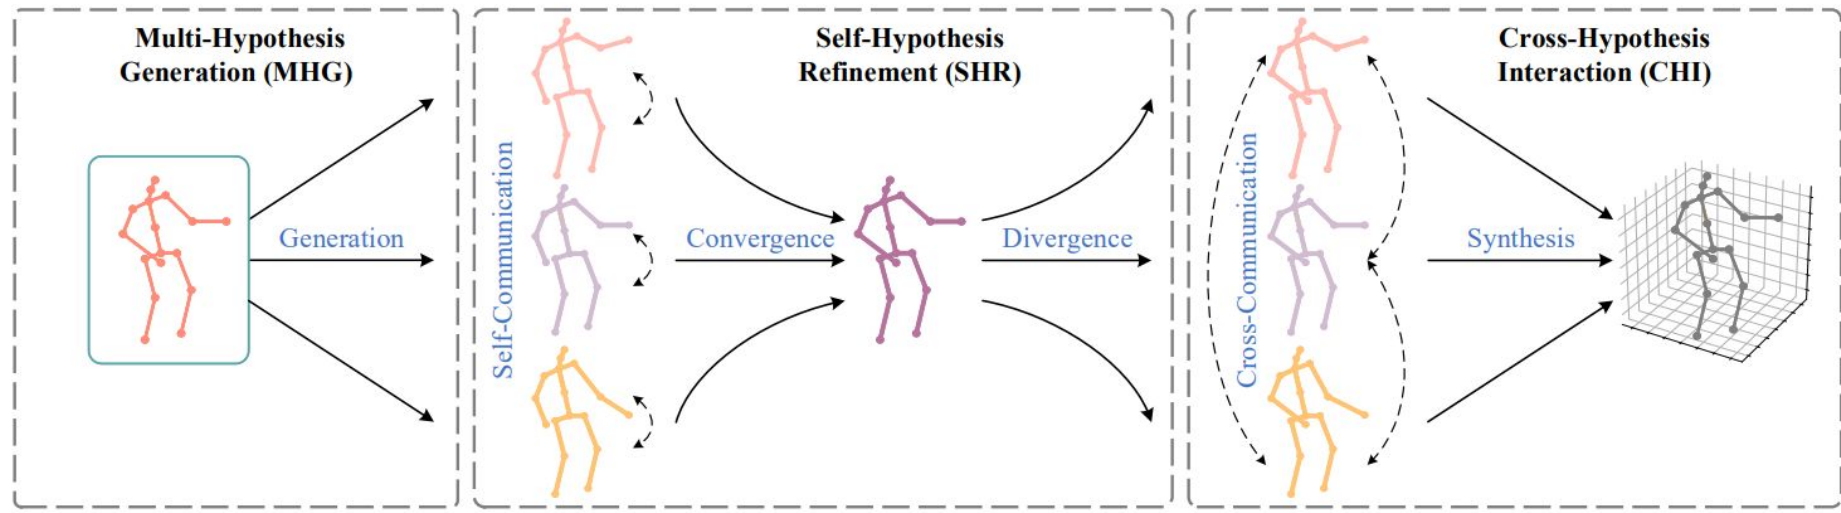 Multi-Hypothesis
Generation (MHG)
Generation
Self-Hypothesis
Refinement (SHR)
Self-Communication
Convergence
Divergence
Cross-Hypothesis
Interaction (CHI)
Cross-Communication
Synthesis